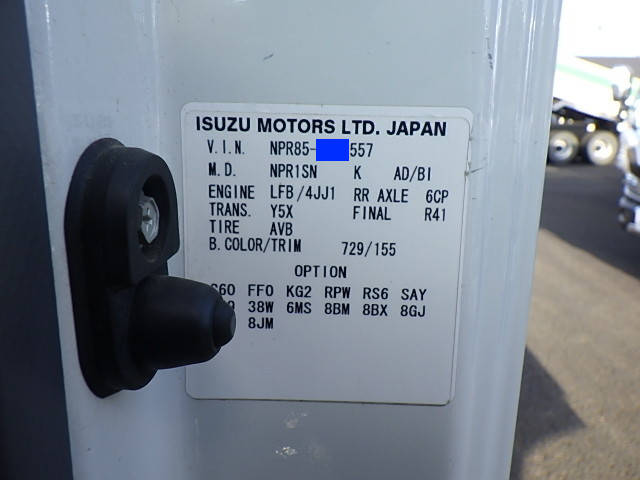 ISUZU MOTORS LTD. JAPAN
V.I.N. NPR85- 557
M.D. NPR1SN K AD/BI
ENGINE LFB/4JJ1 RR AXLE 6CP
TRANS. Y5X FINAL R41
TIRE AVB
B.COLOR/TRIM 729/155
OPTION
FF0 KG2 RPW RS6 SAY
38W 6MS 8BM 8BX 8GJ
8JM